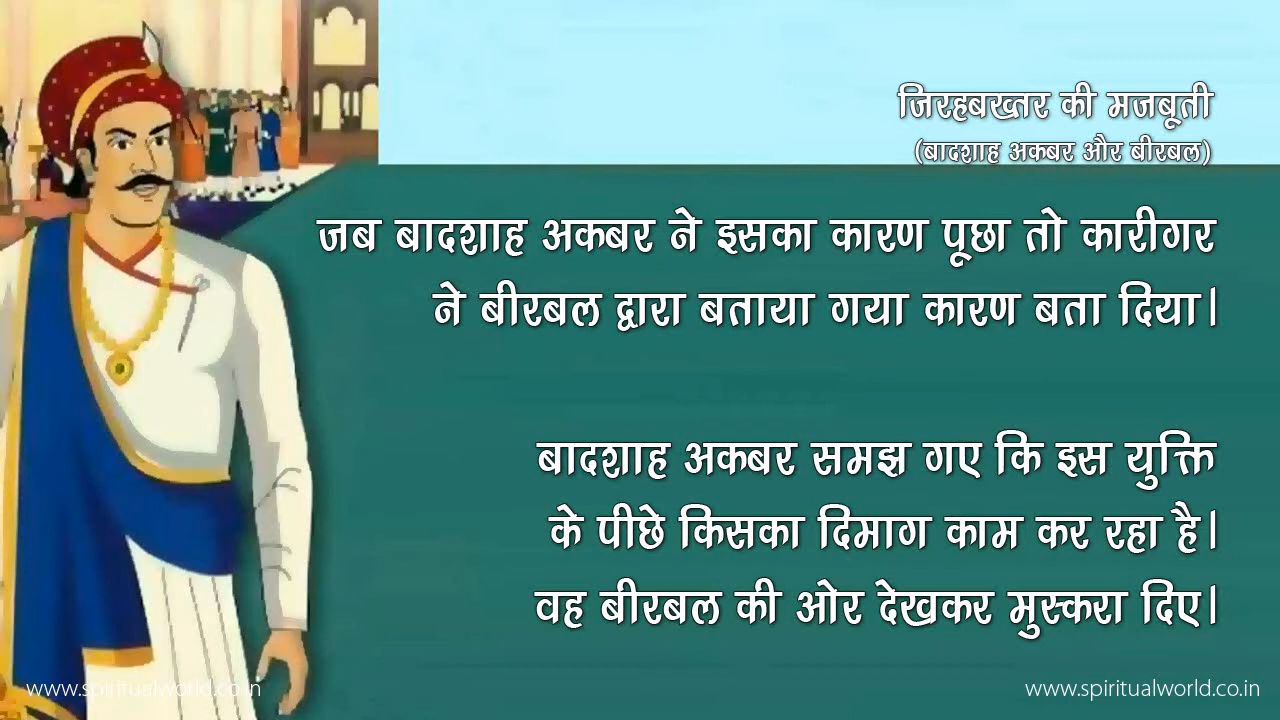 जिरहबख्तर की मजबूती
(बादशाह अकबर और बीरबल)
जब बादशाह अकबर ने इसका कारण पूछा तो कारीगर
ने बीरबल द्वारा बताया गया कारण बता दिया।
बादशाह अकबर समझ गए कि इस युक्ति
के पीछे किसका दिमाग काम कर रहा है।
वह बीरबल की ओर देखकर मुस्करा दिए।
www.spiritualworld.co.in
www.spiritualworld.co.in